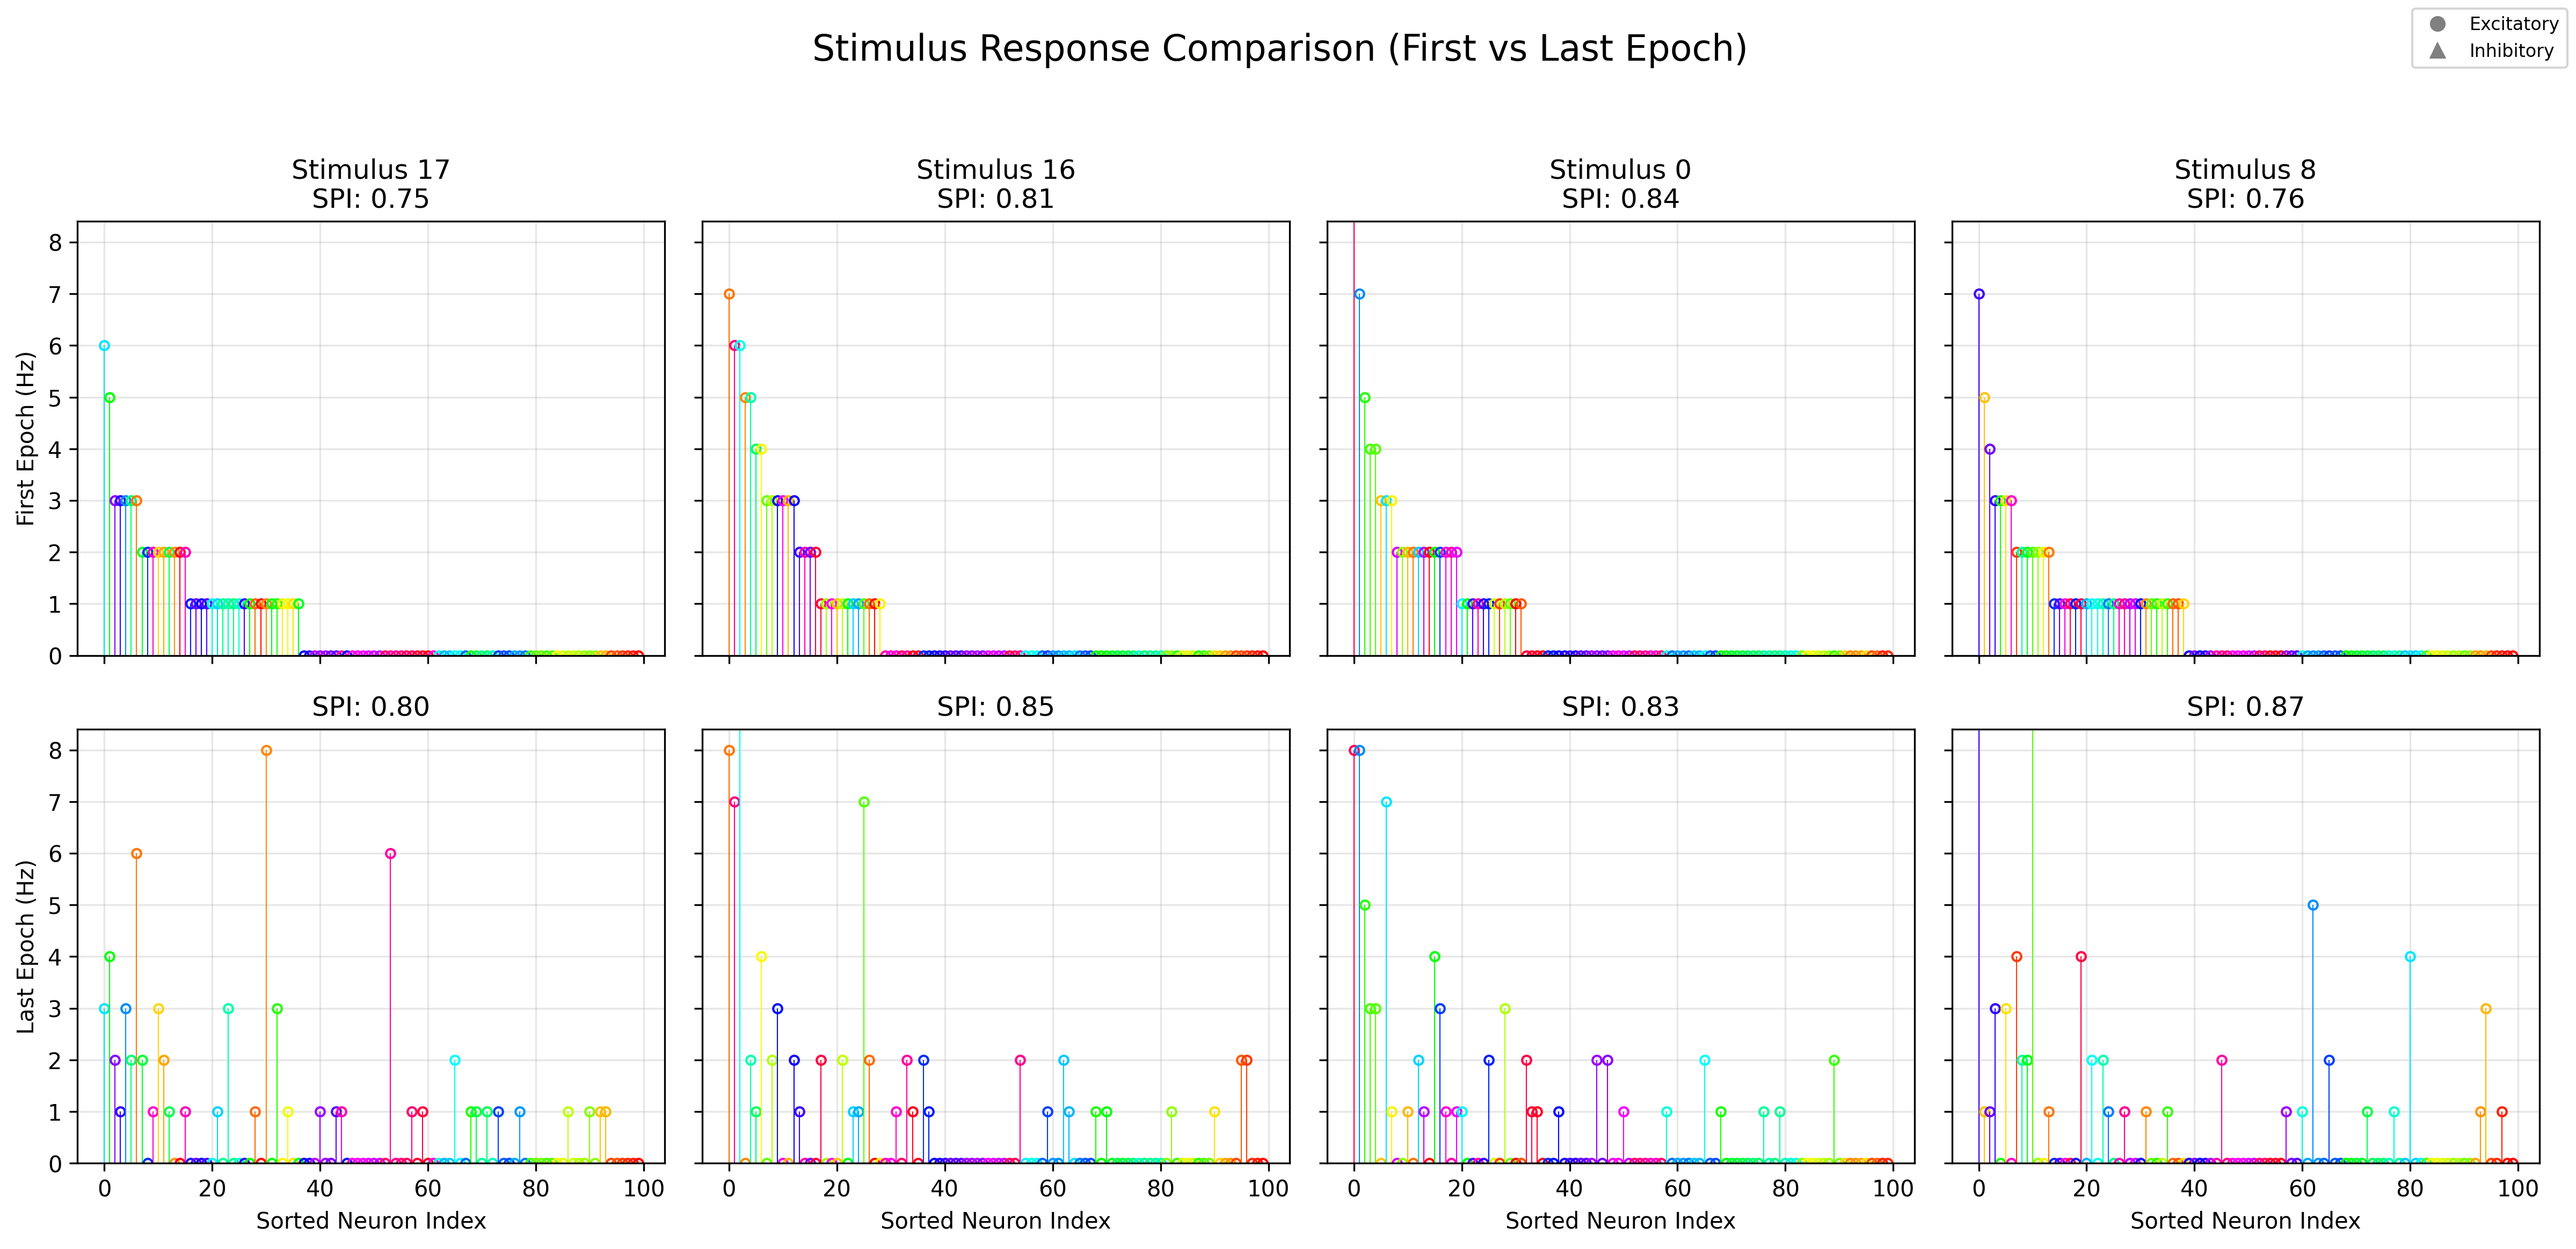 Stimulus Response Comparison (First vs Last Epoch)
Excitatory
Inhibitory
Stimulus 17
SPI: 0.75
Stimulus 16
SPI: 0.81
Stimulus 0
SPI: 0.84
Stimulus 8
SPI: 0.76
First Epoch (Hz)
8
7
6
5
4
3
2
1
0
SPI: 0.80
SPI: 0.85
SPI: 0.83
SPI: 0.87
Last Epoch (Hz)
8
7
6
5
4
3
2
1
0
0 20 40 60 80 100
0 20 40 60 80 100
0 20 40 60 80 100
0 20 40 60 80 100
Sorted Neuron Index
Sorted Neuron Index
Sorted Neuron Index
Sorted Neuron Index